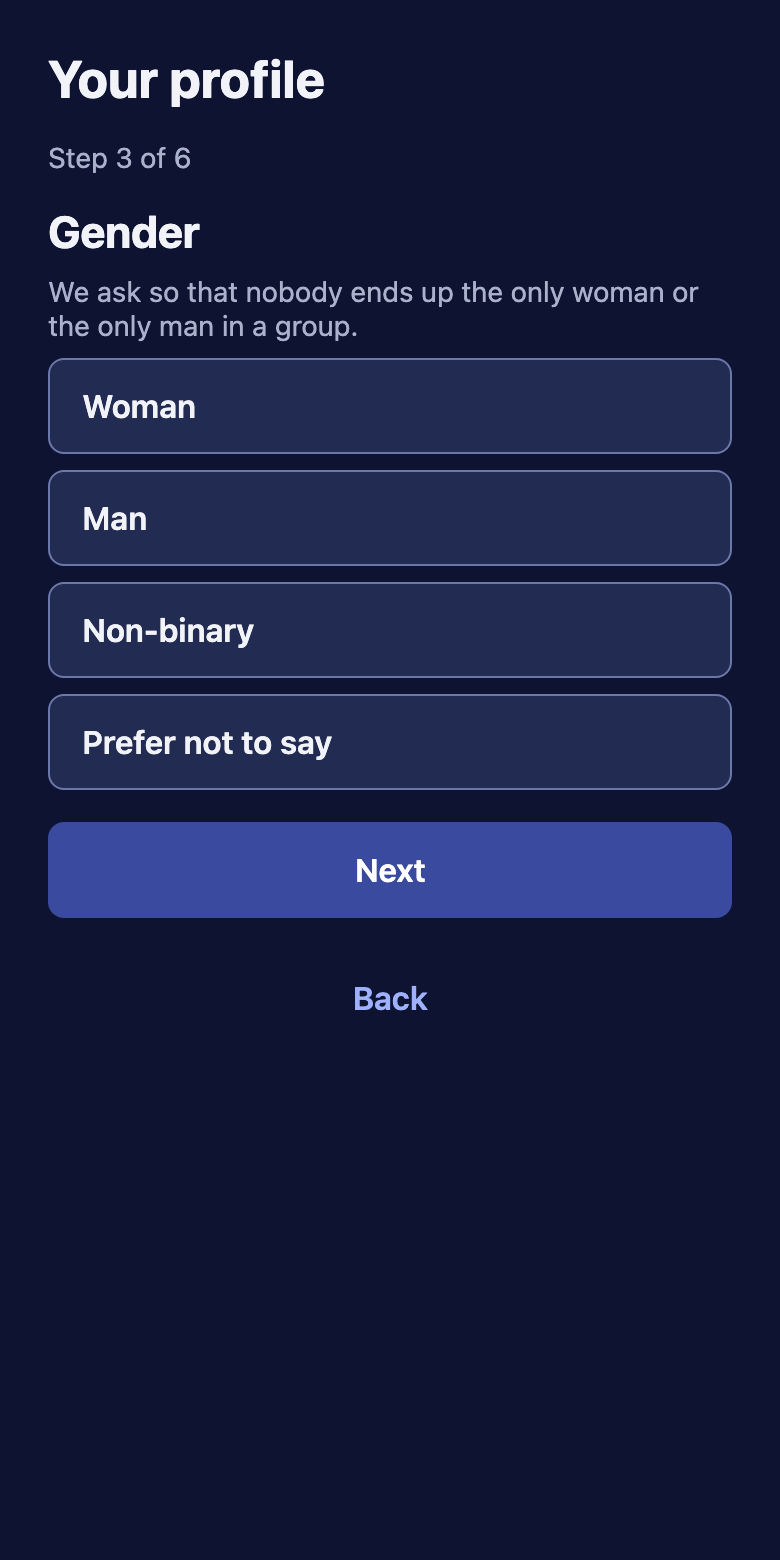 Your profile
Step 3 of 6
Gender
We ask so that nobody ends up the only woman or
the only man in a group.
Woman
Man
Non-binary
Prefer not to say
Next
Back